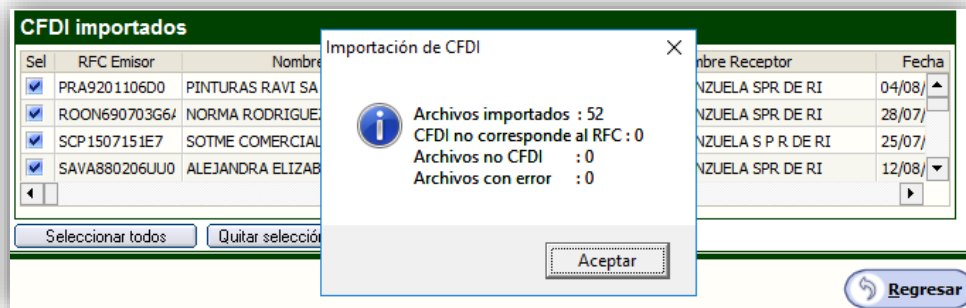 CFDI importados
Importación de CFDI
Sel RFC Emisor Nombre Receptor Fecha
PRA9201106D0 PINTURAS RAVI SA NZUELA SPR DE RI 04/08/
ROON690703G6 NORMA RODRIGUE NZUELA SPR DE RI 28/07/
SCP1507151E7 SOTME COMERCIAL NZUELA S P R DE RI 25/07/
SAVA880206UU0 ALEJANDRA ELIZAB NZUELA SPR DE RI 12/08/
Archivos importados : 52
CFDI no corresponde al RFC : 0
Archivos no CFDI : 0
Archivos con error : 0
Seleccionar todos Quitar selecció
Aceptar
Regresar